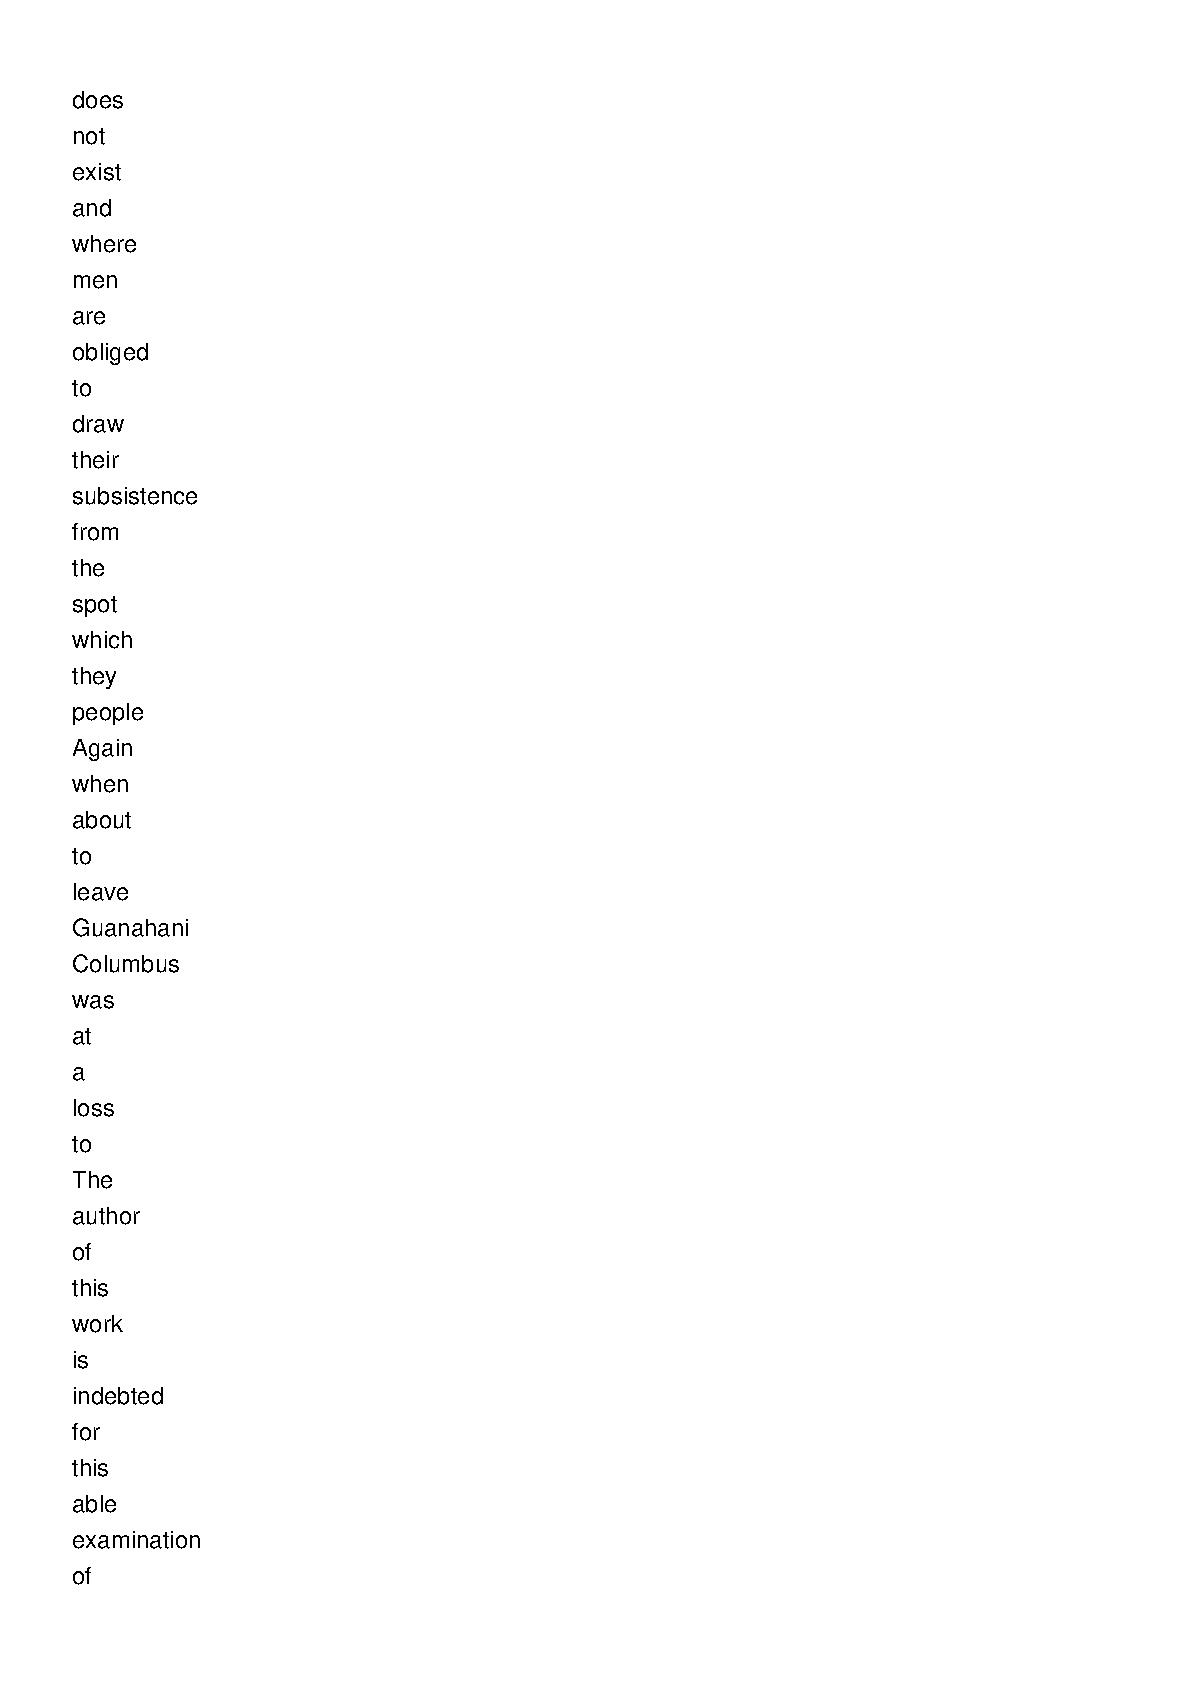 does
not
exist
and
where
men
are
obliged
to
draw
their
subsistence
from
the
spot
which
they
people
Again
when
about
to
leave
Guanahani
Columbus
was
at
a
loss
to
The
author
of
this
work
is
indebted
for
this
able
examination
of